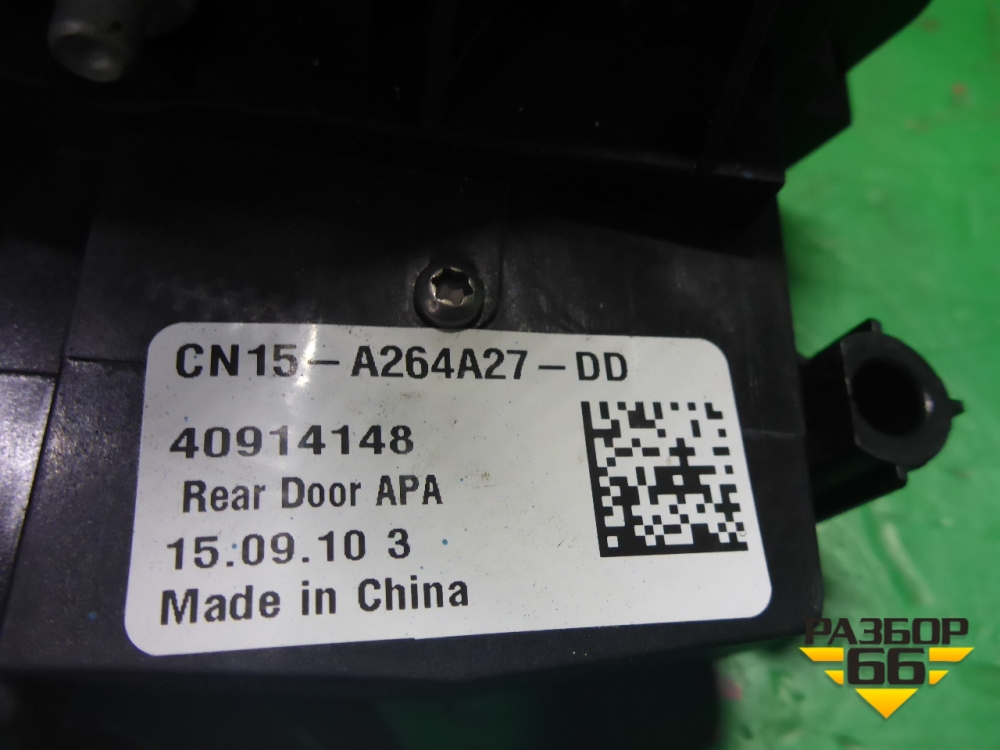 CN15-A264A27-DD
40914148
Rear Door APA
15.09.10 3
Made in China
РАЗБОР
66